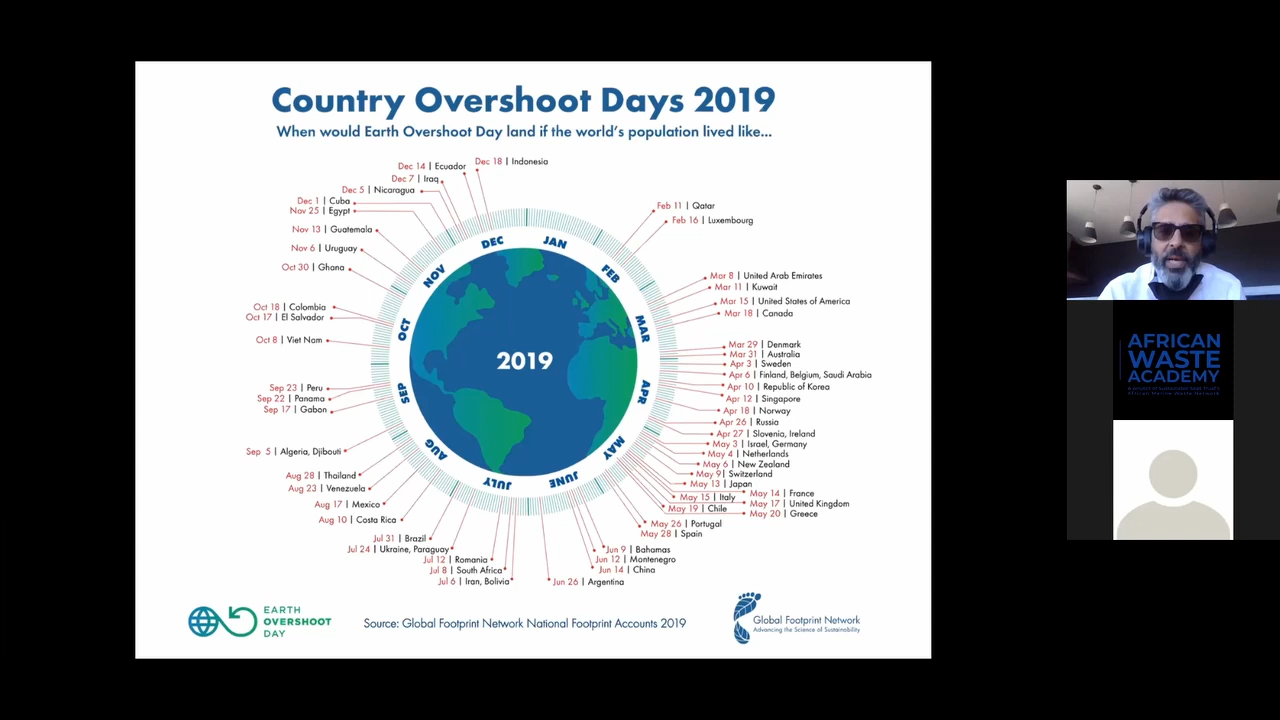 Country Overshoot Days 2019
When would Earth Overshoot Day land if the world's population lived like...
Dec 18 | Indonesia
Dec 14 | Ecuador
Dec 7 | Iraq
Dec 5 | Nicaragua
Dec 1 | Cuba
Nov 25 | Egypt
Nov 13 | Guatemala
Nov 6 | Uruguay
Oct 30 | Ghana
Oct 18 | Colombia
Oct 17 | El Salvador
Oct 8 | Viet Nam
Sep 23 | Peru
Sep 22 | Panama
Sep 17 | Gabon
Sep 5 | Algeria, Djibouti
Aug 28 | Thailand
Aug 23 | Venezuela
Aug 17 | Mexico
Aug 10 | Costa Rica
Jul 31 | Brazil
Jul 24 | Ukraine, Paraguay
Jul 12 | Romania
Jul 8 | South Africa
Jul 6 | Iran, Bolivia
Feb 11 | Qatar
Feb 16 | Luxembourg
Mar 8 | United Arab Emirates
Mar 11 | Kuwait
Mar 15 | United States of America
Mar 18 | Canada
Mar 29 | Denmark
Mar 31 | Australia
Apr 3 | Sweden
Apr 6 | Finland, Belgium, Saudi Arabia
Apr 10 | Republic of Korea
Apr 12 | Singapore
Apr 18 | Norway
Apr 26 | Russia
Apr 27 | Slovenia, Ireland
May 3 | Israel, Germany
May 4 | Netherlands
May 6 | New Zealand
May 9 | Switzerland
May 13 | Japan
May 14 | France
May 15 | Italy
May 17 | United Kingdom
May 19 | Chile
May 20 | Greece
May 26 | Portugal
May 28 | Spain
Jun 9 | Bahamas
Jun 12 | Montenegro
Jun 14 | China
Jun 26 | Argentina
JAN
FEB
MAR
APR
MAY
JUNE
JULY
AUG
SEP
OCT
NOV
DEC
2019
EARTH
OVERSHOOT
DAY
Source: Global Footprint Network National Footprint Accounts 2019
Global Footprint Network
Advancing the Science of Sustainability
AFRICAN
WASTE
ACADEMY
A project of Sustainable Seas Trust's
African Marine Waste Network